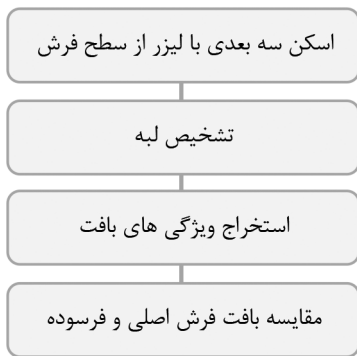 اسکن سه بعدی با لیزر از سطح فرش
تشخیص لبه
استخراج ویژگی های بافت
مقایسه بافت فرش اصلی و فرسوده